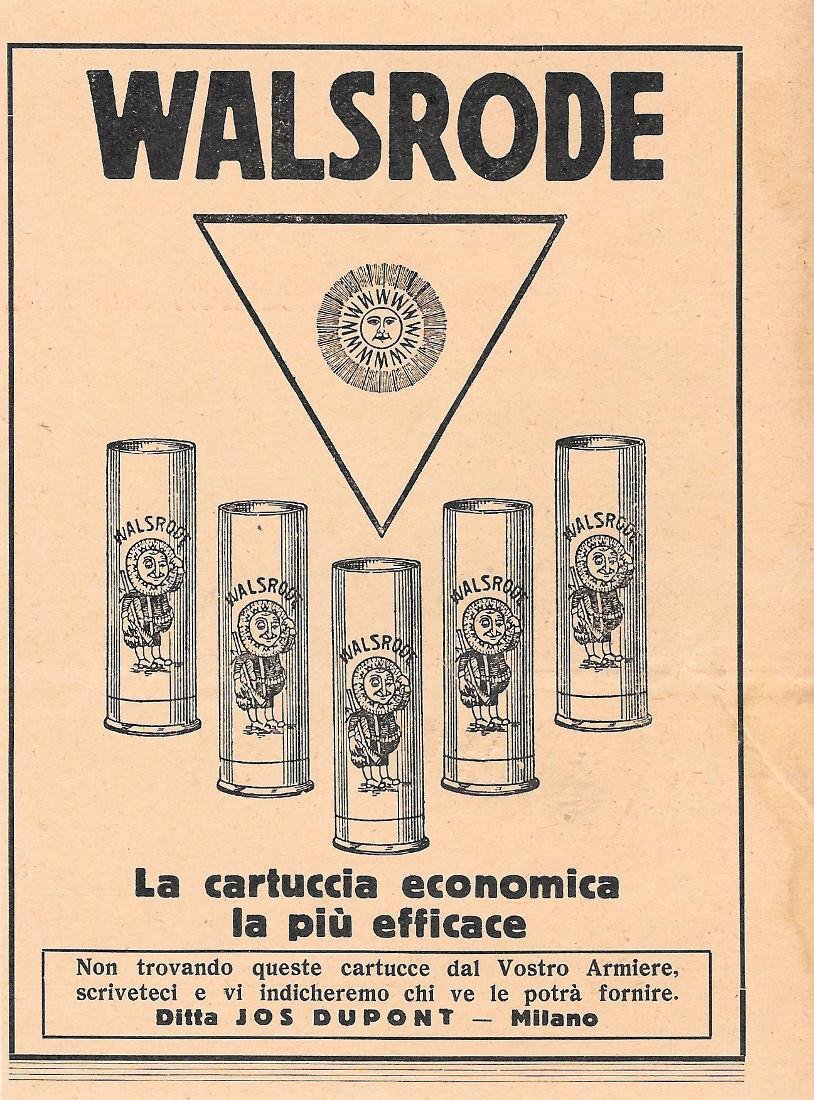 WALSRODE
WWWWWWWWWWWWWWWW
WALSRODE
WALSRODE
WALSRODE
WALSRODE
WALSRODE
La cartuccia economica
la più efficace
Non trovando queste cartucce dal Vostro Armiere,
scriveteci e vi indicheremo chi ve le potrà fornire.
Ditta JOS DUPONT — Milano